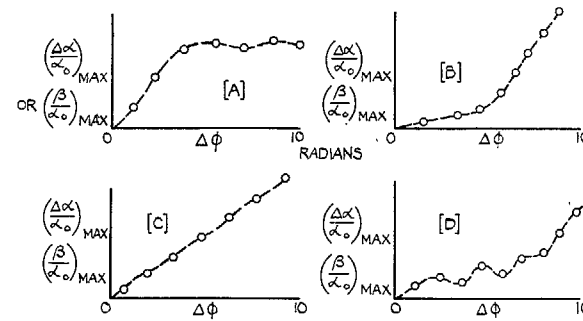 (Δα/α₀)MAX
OR (β/α₀)MAX
[A]
0 Δφ 10
RADIANS
(Δα/α₀)MAX
(β/α₀)MAX
[B]
0 Δφ 10
(Δα/α₀)MAX
(β/α₀)MAX
[C]
0 Δφ 10
(Δα/α₀)MAX
(β/α₀)MAX
[D]
0 Δφ 10